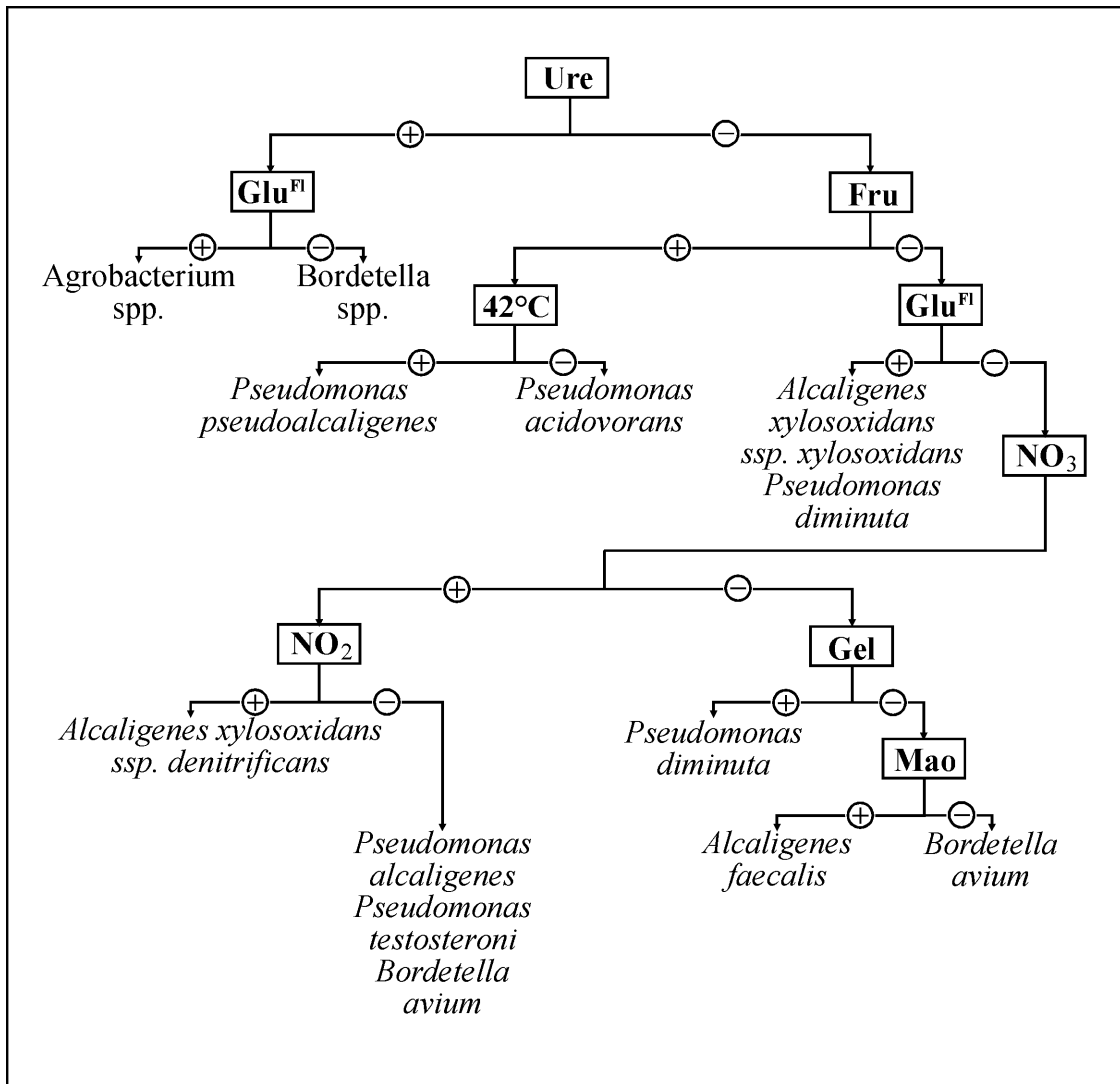 Ure
+
−
Glu^Fl
Fru
+
−
+
−
Agrobacterium
spp.
Bordetella
spp.
42°C
Glu^Fl
+
−
+
−
Pseudomonas
pseudoalcaligenes
Pseudomonas
acidovorans
Alcaligenes
xylosoxidans
ssp. xylosoxidans
Pseudomonas
diminuta
NO₃
+
−
NO₂
Gel
+
−
+
−
Alcaligenes xylosoxidans
ssp. denitrificans
Pseudomonas
diminuta
Mao
+
−
Pseudomonas
alcaligenes
Pseudomonas
testosteroni
Bordetella
avium
Alcaligenes
faecalis
Bordetella
avium